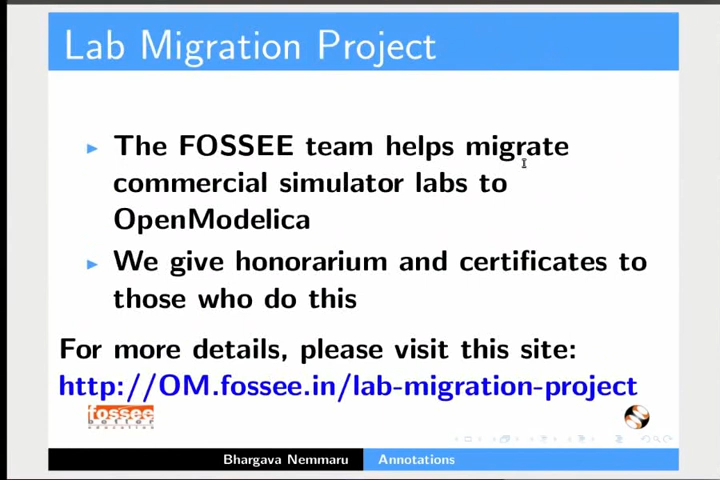 Lab Migration Project
The FOSSEE team helps migrate
commercial simulator labs to
OpenModelica
We give honorarium and certificates to
those who do this
For more details, please visit this site:
http://OM.fossee.in/lab-migration-project
fossee
better
education
Bhargava Nemmaru Annotations